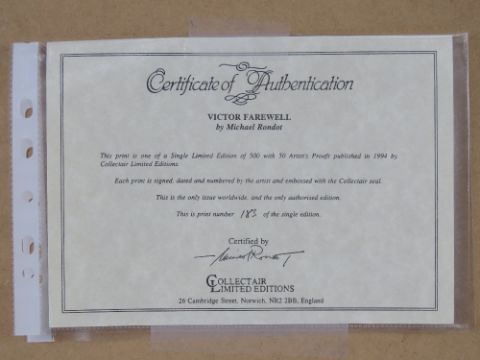 Certificate of Authentication
VICTOR FAREWELL
by Michael Rondot
This print is one of a Single Limited Edition of 500 with 50 Artist's Proofs published in 1994 by
Collectair Limited Editions.
Each print is signed, dated and numbered by the artist and embossed with the Collectair seal.
This is the only issue worldwide, and the only authorised edition.
This is print number 183 of the single edition.
Certified by
COLLECTAIR
LIMITED EDITIONS
26 Cambridge Street, Norwich, NR2 2BB, England